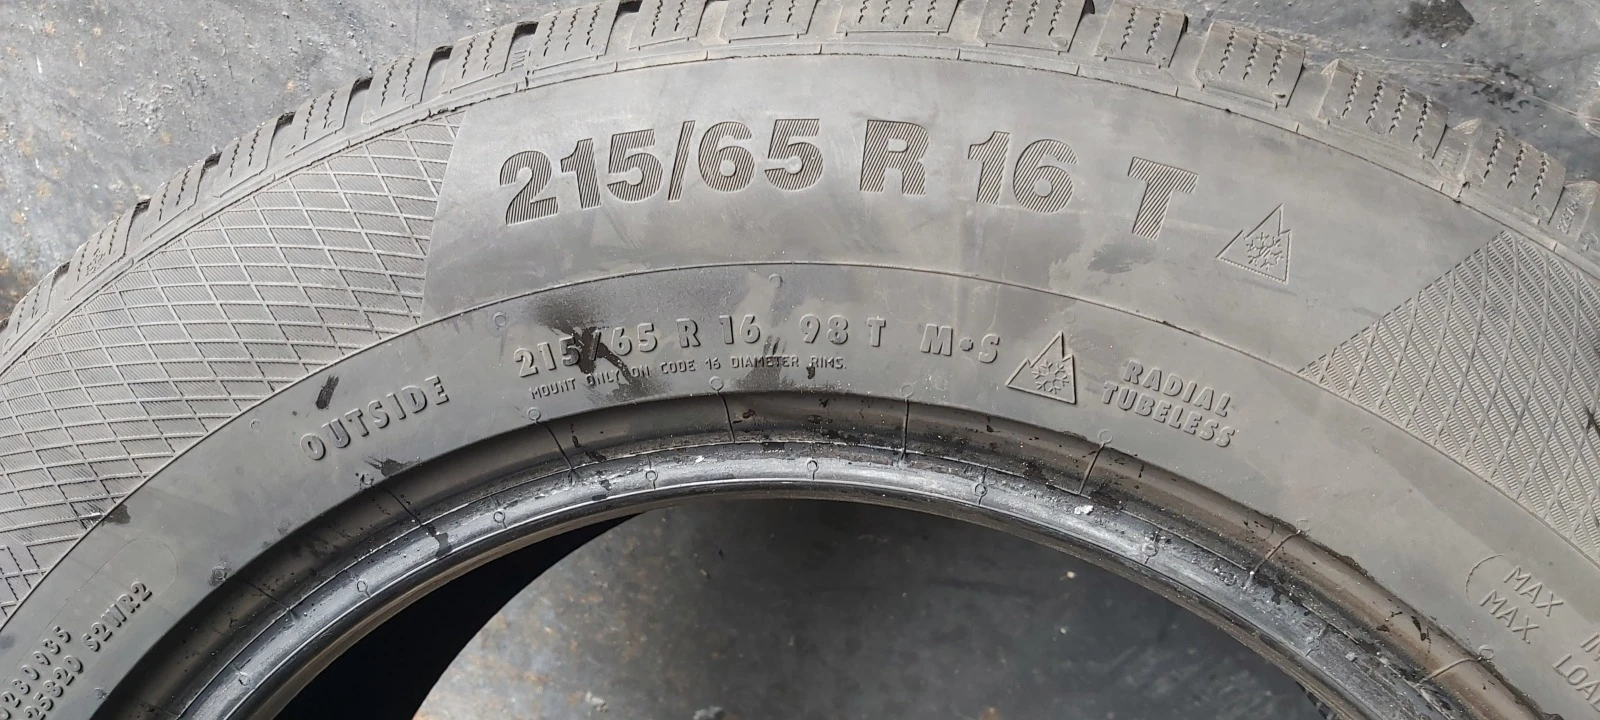 215/65 R 16 T
215/65 R 16 98 T M•S
MOUNT ONLY ON CODE 16 DIAMETER RIMS.
OUTSIDE
RADIAL
TUBELESS
S2WR2
MAX
MAX